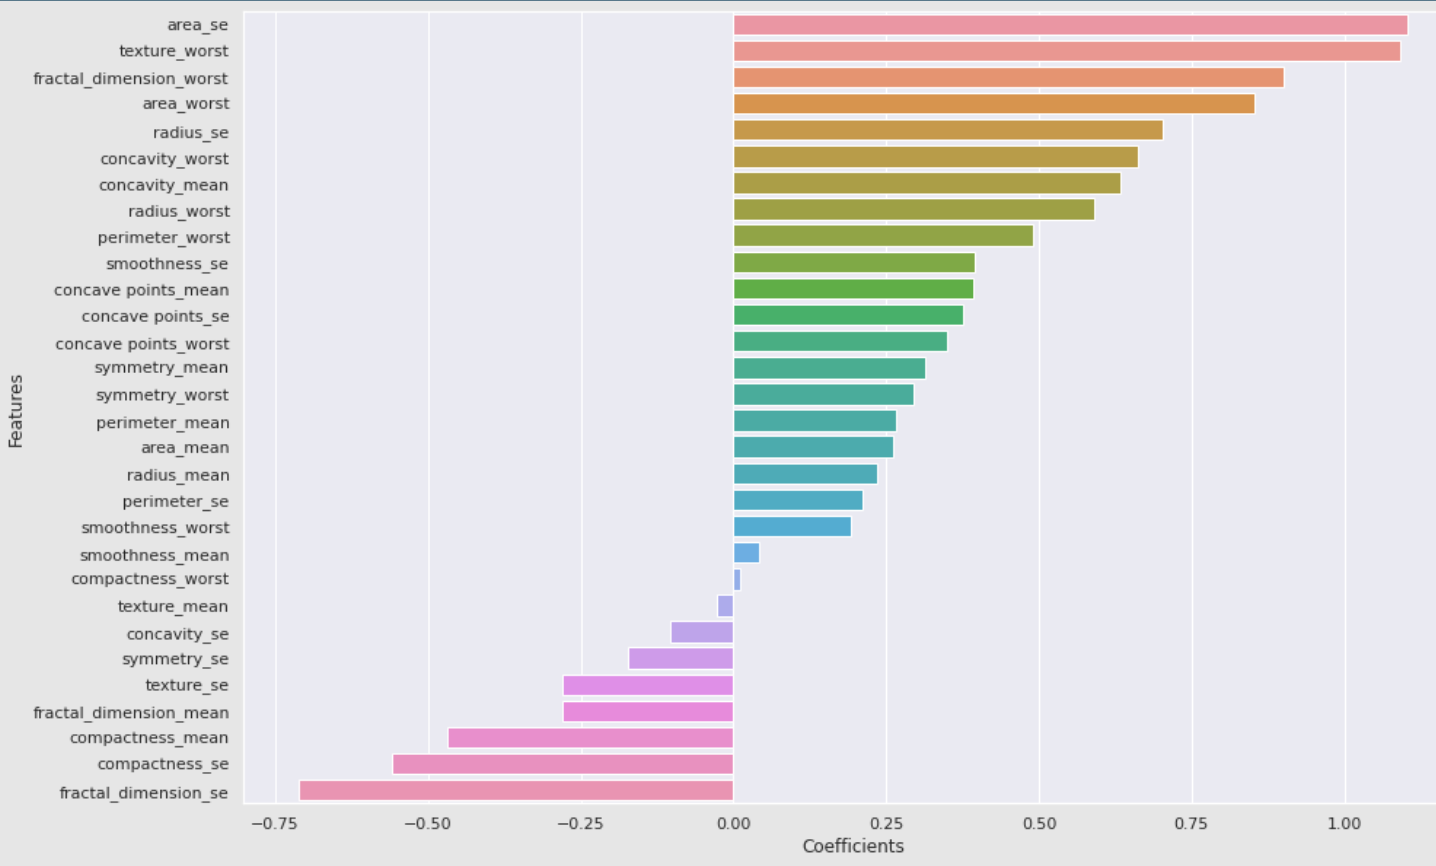 area_se
texture_worst
fractal_dimension_worst
area_worst
radius_se
concavity_worst
concavity_mean
radius_worst
perimeter_worst
smoothness_se
concave points_mean
concave points_se
concave points_worst
symmetry_mean
symmetry_worst
perimeter_mean
area_mean
radius_mean
perimeter_se
smoothness_worst
smoothness_mean
compactness_worst
texture_mean
concavity_se
symmetry_se
texture_se
fractal_dimension_mean
compactness_mean
compactness_se
fractal_dimension_se
Features
−0.75 −0.50 −0.25 0.00 0.25 0.50 0.75 1.00
Coefficients